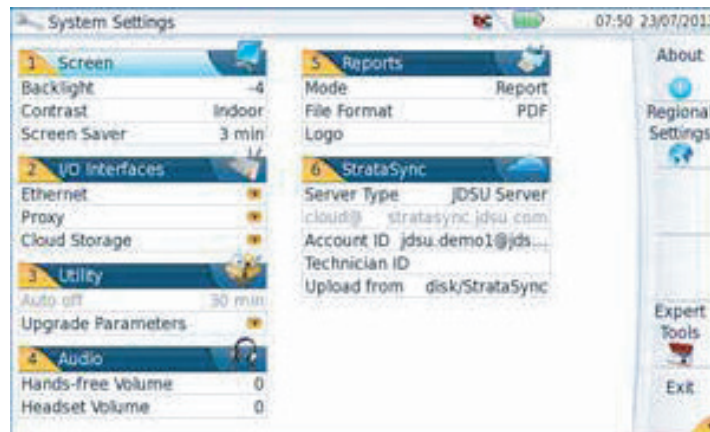 System Settings
07:50 23/07/201
1 Screen
Backlight -4
Contrast Indoor
Screen Saver 3 min
2 I/O Interfaces
Ethernet
Proxy
Cloud Storage
3 Utility
Auto off 30 min
Upgrade Parameters
4 Audio
Hands-free Volume 0
Headset Volume 0
5 Reports
Mode Report
File Format PDF
Logo
6 StrataSync
Server Type JDSU Server
cloud@ stratasync.jdsu.com
Account ID jdsu.demo1@jds...
Technician ID
Upload from disk/StrataSync
About
Regional
Settings
Expert
Tools
Exit